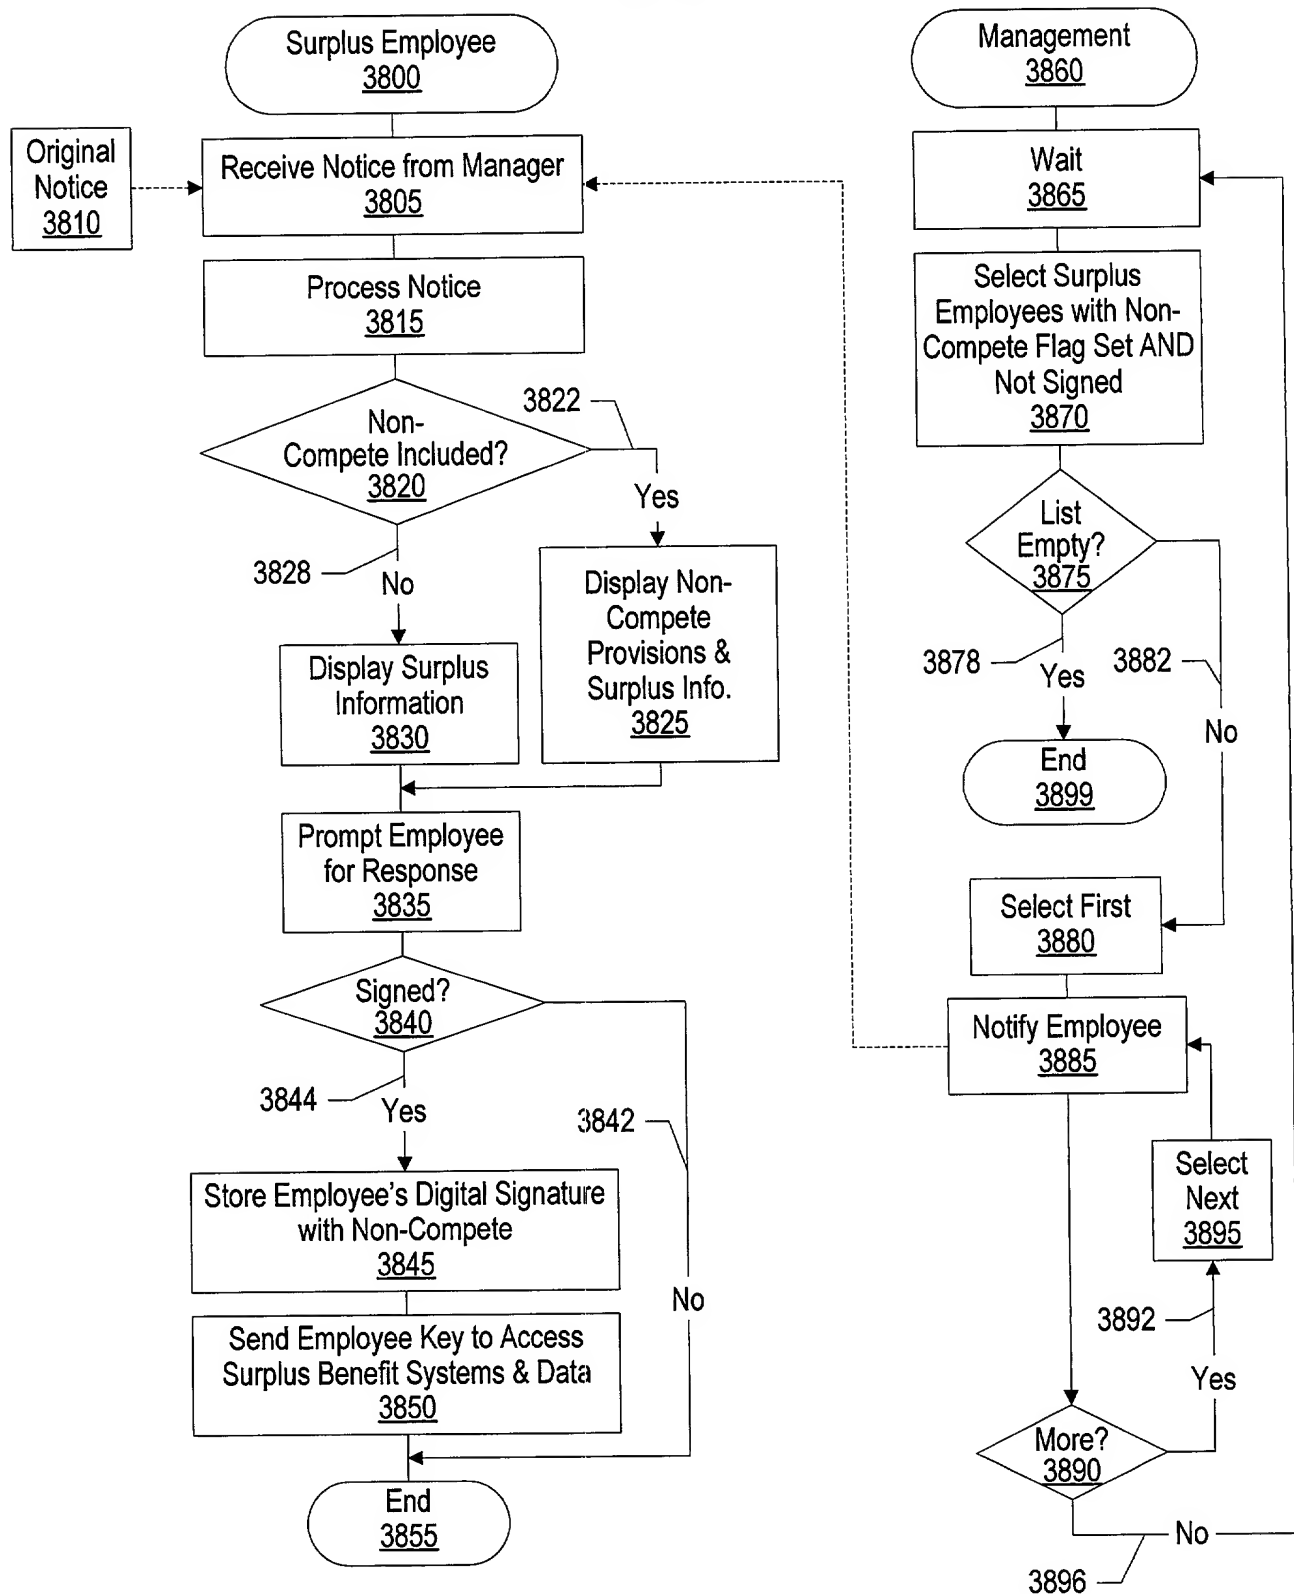 Surplus Employee
3800
Original
Notice
3810
Receive Notice from Manager
3805
Process Notice
3815
Non-
Compete Included?
3820
3822
Yes
3828
No
Display Non-
Compete
Provisions &
Surplus Info.
3825
Display Surplus
Information
3830
Prompt Employee
for Response
3835
Signed?
3840
3844
Yes
3842
No
Store Employee's Digital Signature
with Non-Compete
3845
Send Employee Key to Access
Surplus Benefit Systems & Data
3850
End
3855
Management
3860
Wait
3865
Select Surplus
Employees with Non-
Compete Flag Set AND
Not Signed
3870
List
Empty?
3875
3878
Yes
3882
No
End
3899
Select First
3880
Notify Employee
3885
Select
Next
3895
3892
Yes
More?
3890
No
3896